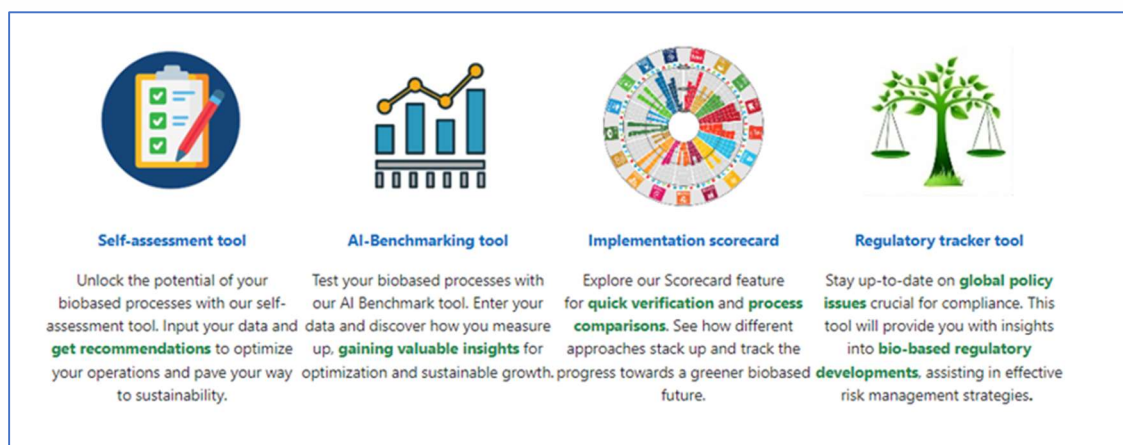 Self-assessment tool
Unlock the potential of your
biobased processes with our self-
assessment tool. Input your data and
get recommendations to optimize
your operations and pave your way
to sustainability.
AI-Benchmarking tool
Test your biobased processes with
our AI Benchmark tool. Enter your
data and discover how you measure
up, gaining valuable insights for
optimization and sustainable growth.
Implementation scorecard
Explore our Scorecard feature
for quick verification and process
comparisons. See how different
approaches stack up and track the
progress towards a greener biobased
future.
Regulatory tracker tool
Stay up-to-date on global policy
issues crucial for compliance. This
tool will provide you with insights
into bio-based regulatory
developments, assisting in effective
risk management strategies.